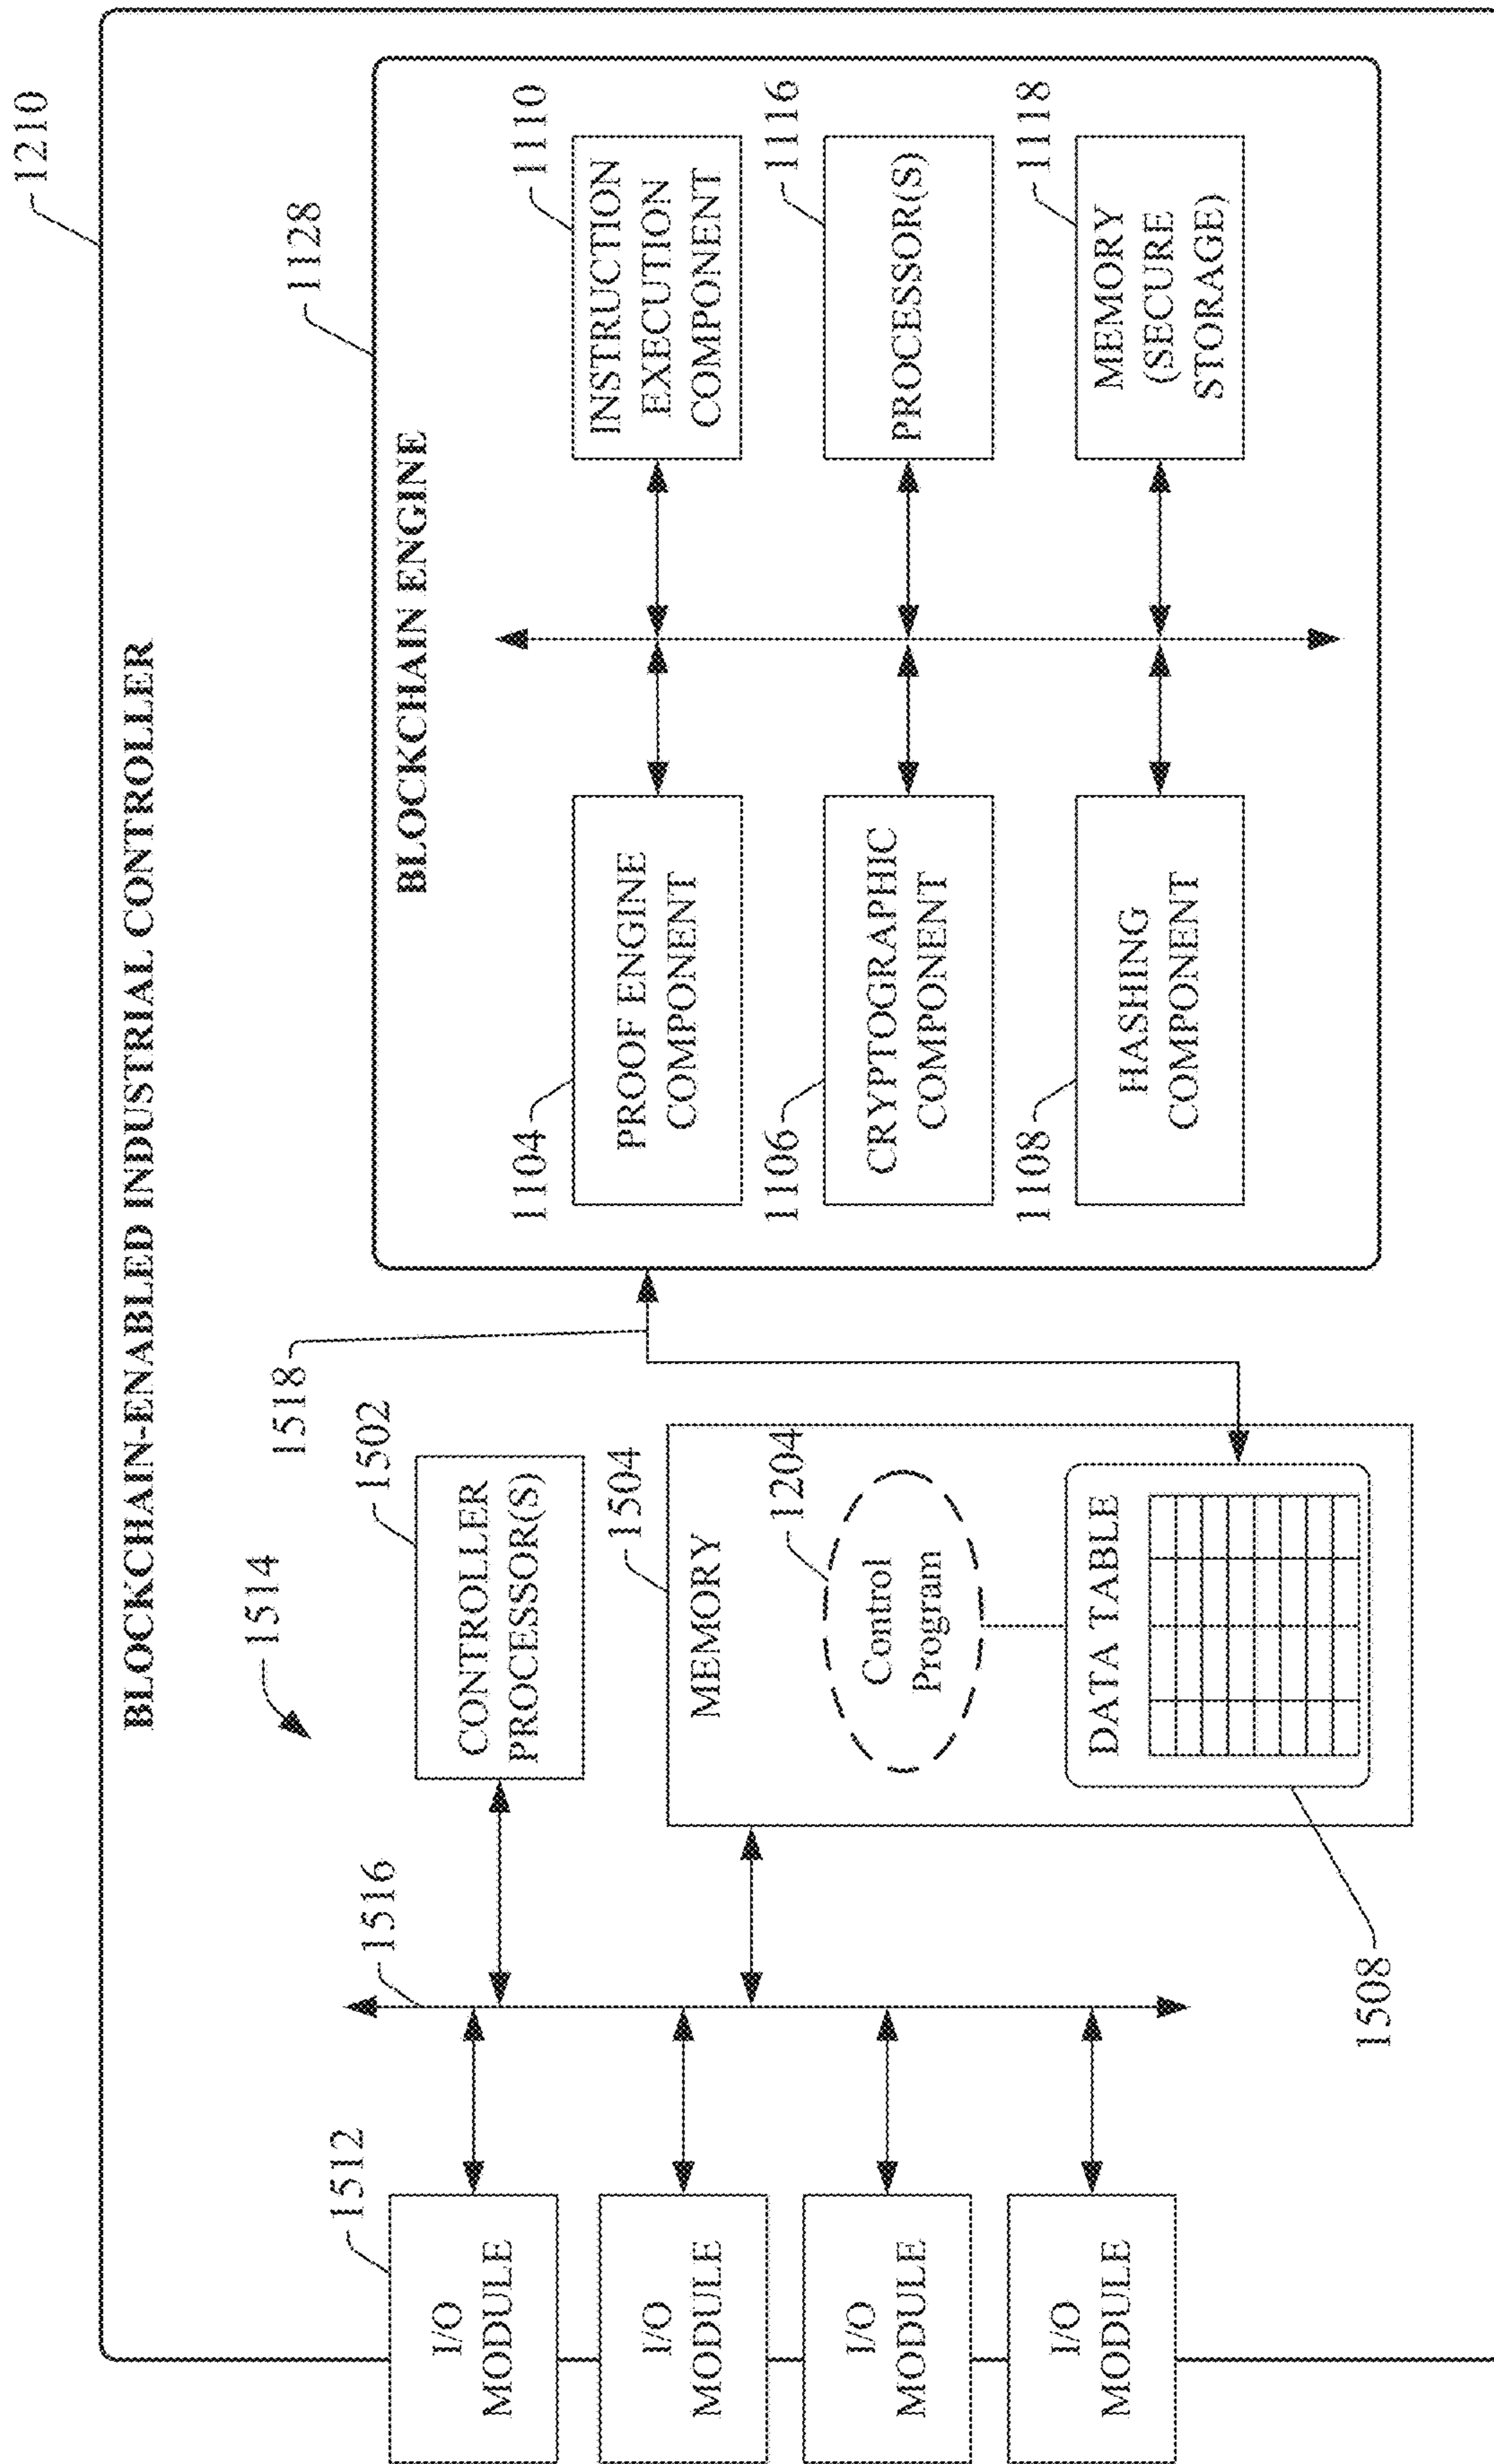 1210
BLOCKCHAIN-ENABLED INDUSTRIAL CONTROLLER
1128
BLOCKCHAIN ENGINE
1104
PROOF ENGINE
COMPONENT
1110
INSTRUCTION
EXECUTION
COMPONENT
1106
CRYPTOGRAPHIC
COMPONENT
1116
PROCESSOR(S)
1108
HASHING
COMPONENT
1118
MEMORY
(SECURE
STORAGE)
1514
1518
1502
CONTROLLER
PROCESSOR(S)
1504
MEMORY
1204
Control
Program
DATA TABLE
1508
1516
1512
I/O
MODULE
I/O
MODULE
I/O
MODULE
I/O
MODULE